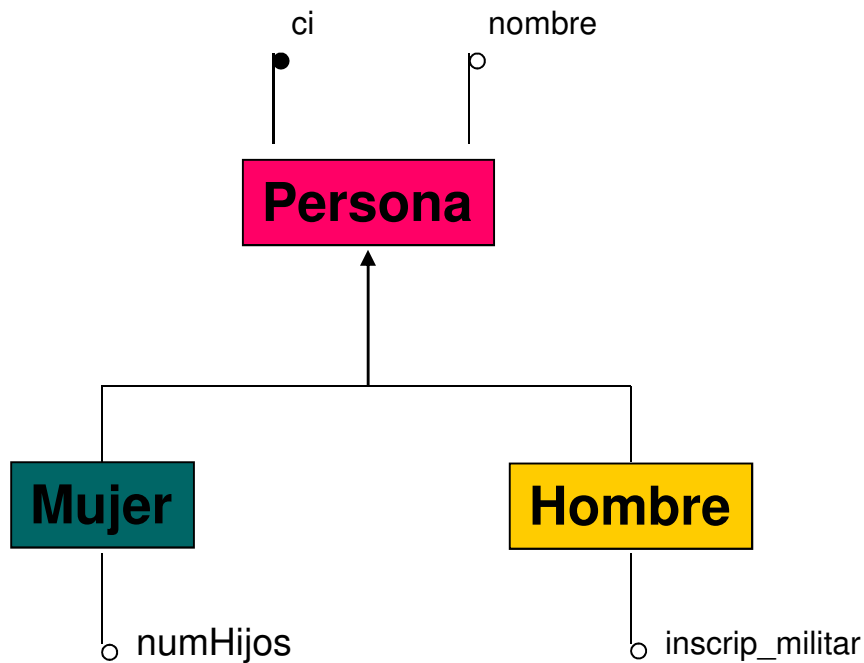 ci
nombre
Persona
Mujer
Hombre
numHijos
inscrip_militar